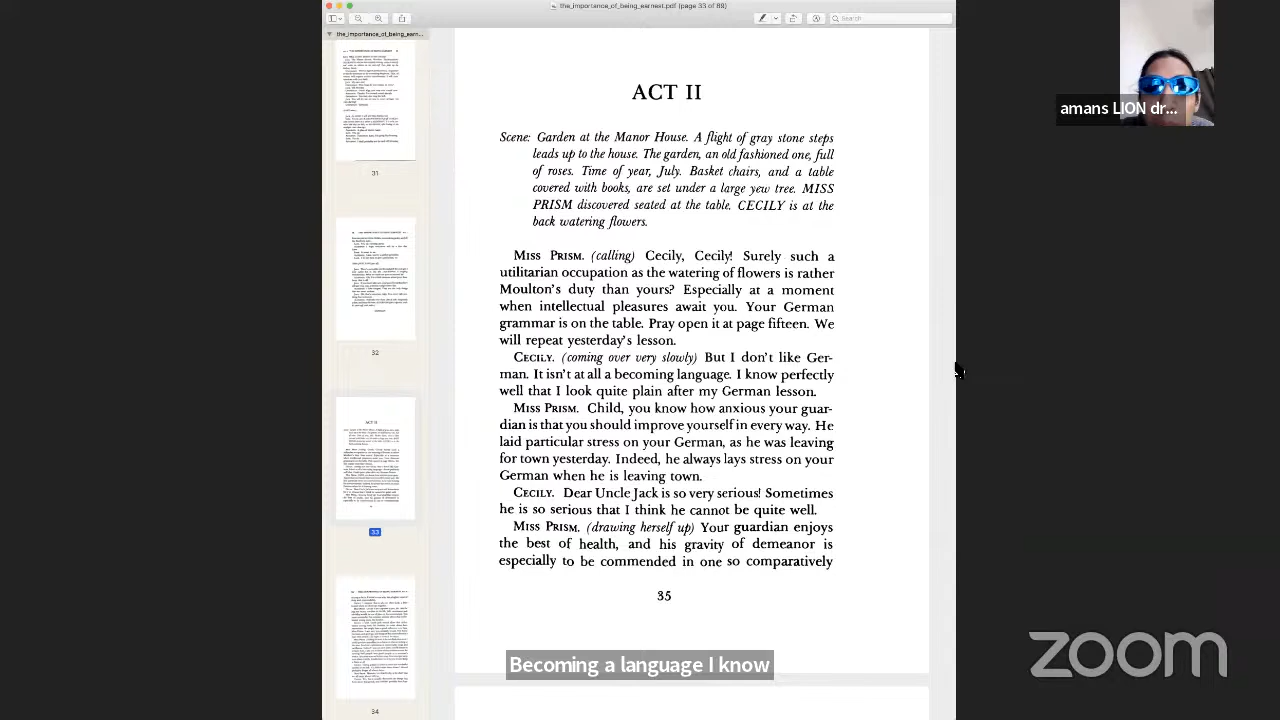 the_importance_of_being_earnest.pdf (page 33 of 89)
Search
the_importance_of_being_earn...
31
32
33
34
ACT II
Scene. Garden at the Manor House. A flight of gray stone steps
leads up to the house. The garden, an old fashioned one, full
of roses. Time of year, July. Basket chairs, and a table
covered with books, are set under a large yew tree. MISS
PRISM discovered seated at the table. CECILY is at the
back watering flowers.
MISS PRISM. (calling) Cecily, Cecily! Surely such a
utilitarian occupation as the watering of flowers is rather
Moulton's duty than yours? Especially at a moment
when intellectual pleasures await you. Your German
grammar is on the table. Pray open it at page fifteen. We
will repeat yesterday's lesson.
CECILY. (coming over very slowly) But I don't like Ger-
man. It isn't at all a becoming language. I know perfectly
well that I look quite plain after my German lesson.
MISS PRISM. Child, you know how anxious your guar-
dian is that you should improve yourself in every way. He
laid particular stress on your German, as he was leaving
for town yesterday. Indeed, he always lays stress on your
German when he is leaving town.
CECILY. Dear Uncle Jack is so very serious! Sometimes
he is so serious that I think he cannot be quite well.
MISS PRISM. (drawing herself up) Your guardian enjoys
the best of health, and his gravity of demeanor is
especially to be commended in one so comparatively
35
Becoming a language I know
amans LION dr...
zoom